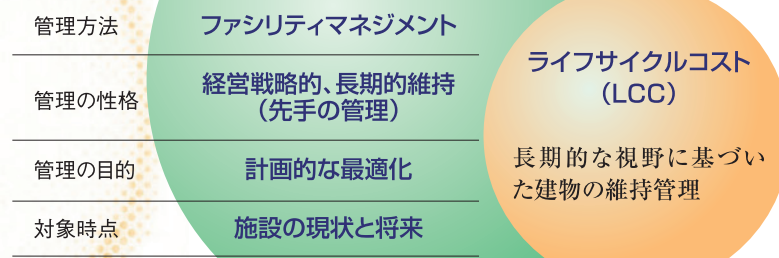 管理方法 ファシリティマネジメント
管理の性格 経営戦略的、長期的維持
（先手の管理）
管理の目的 計画的な最適化
対象時点 施設の現状と将来
ライフサイクルコスト
（LCC）
長期的な視野に基づい
た建物の維持管理